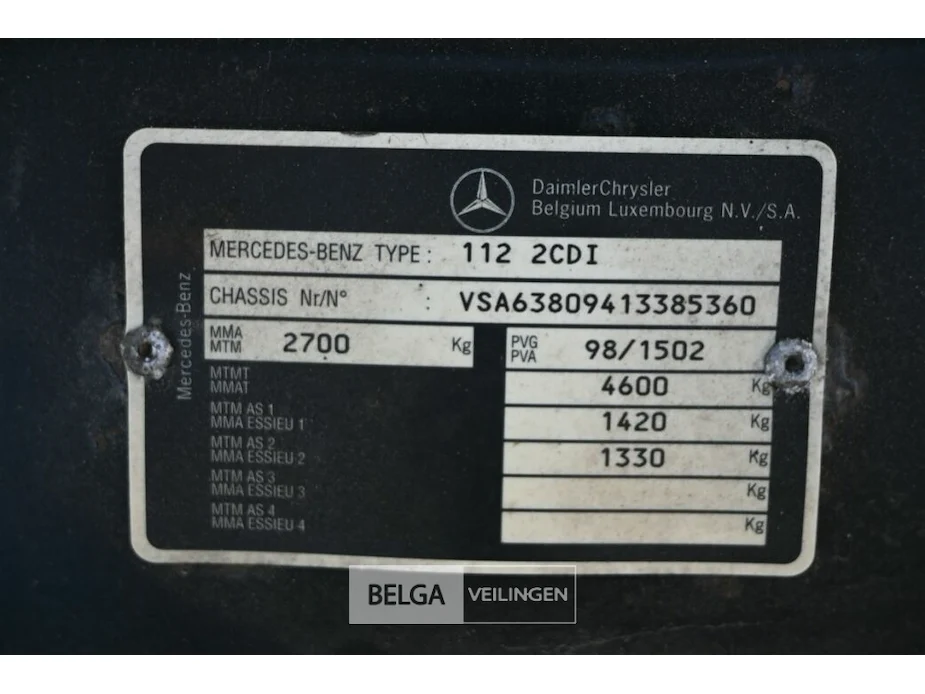 DaimlerChrysler
Belgium Luxembourg N.V./S.A.
Mercedes-Benz
MERCEDES-BENZ TYPE : 112 2CDI
CHASSIS Nr/N° : VSA63809413385360
MMA
MTM 2700 Kg
PVG
PVA 98/1502
MTMT
MMAT 4600 Kg
MTM AS 1
MMA ESSIEU 1 1420 Kg
MTM AS 2
MMA ESSIEU 2 1330 Kg
MTM AS 3
MMA ESSIEU 3 Kg
MTM AS 4
MMA ESSIEU 4 Kg
BELGA VEILINGEN